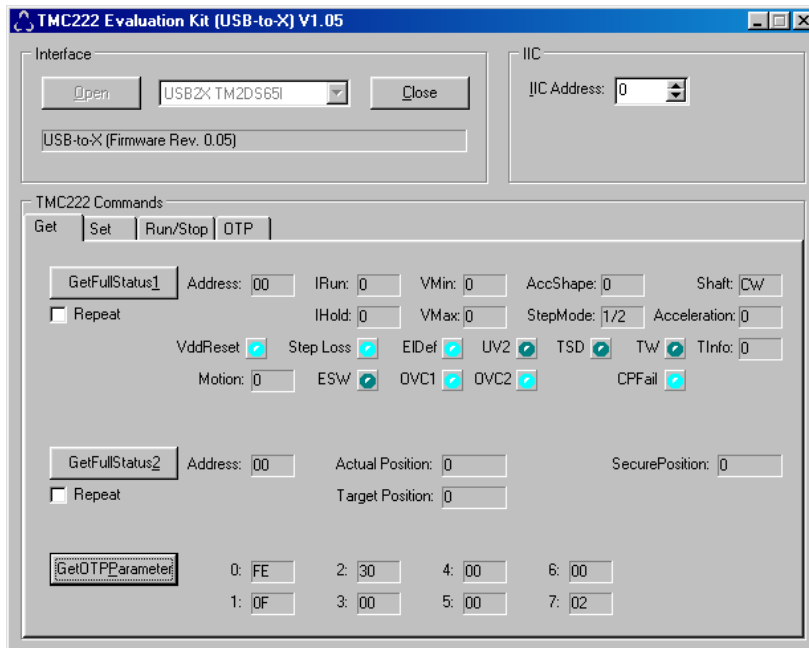 TMC222 Evaluation Kit (USB-to-X) V1.05
Interface
IIC
Open
USB2X TM2DS65I
Close
IIC Address: 0
USB-to-X (Firmware Rev. 0.05)
TMC222 Commands
Get Set Run/Stop OTP
GetFullStatus1 Address: 00 IRun: 0 VMin: 0 AccShape: 0 Shaft: CW
Repeat IHold: 0 VMax: 0 StepMode: 1/2 Acceleration: 0
VddReset Step Loss ElDef UV2 TSD TW TInfo: 0
Motion: 0 ESW OVC1 OVC2 CPFail
GetFullStatus2 Address: 00 Actual Position: 0 SecurePosition: 0
Repeat Target Position: 0
GetOTPParameter 0: FE 2: 30 4: 00 6: 00
1: 0F 3: 00 5: 00 7: 02